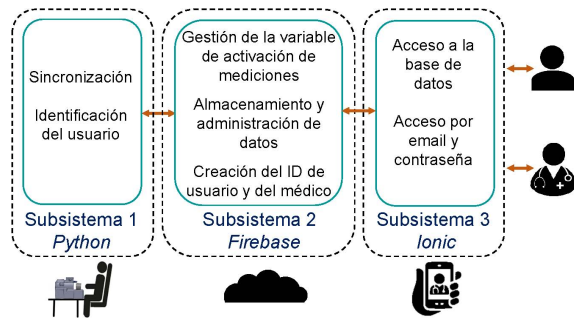 Sincronización
Identificación
del usuario
Subsistema 1
Python
Gestión de la variable
de activación de
mediciones
Almacenamiento y
administración de
datos
Creación del ID de
usuario y del médico
Subsistema 2
Firebase
Acceso a la
base de
datos
Acceso por
email y
contraseña
Subsistema 3
Ionic